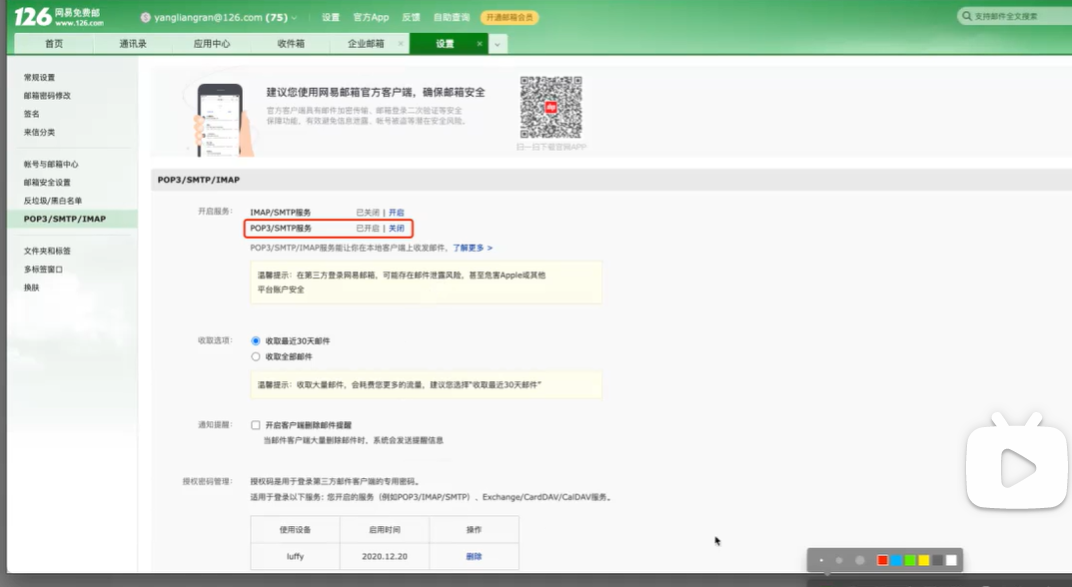 126 网易免费邮
www.126.com
yangliangran@126.com (75)
设置 官方App 反馈 自助查询 开通邮箱会员
支持邮件全文搜索
首页 通讯录 应用中心 收件箱 企业邮箱 × 设置 ×
常规设置
邮箱密码修改
签名
来信分类
帐号与邮箱中心
邮箱安全设置
反垃圾/黑白名单
POP3/SMTP/IMAP
文件夹和标签
多标签窗口
换肤
建议您使用网易邮箱官方客户端，确保邮箱安全
官方客户端具有邮件加密传输、邮箱登录二次验证等安全
保障功能，有效避免信息泄露、帐号被盗等潜在安全风险。
扫一扫下载官网APP
POP3/SMTP/IMAP
开启服务： IMAP/SMTP服务 已关闭 | 开启
POP3/SMTP服务 已开启 | 关闭
POP3/SMTP/IMAP服务能让你在本地客户端上收发邮件，了解更多 >
温馨提示：在第三方登录网易邮箱，可能存在邮件泄露风险，甚至危害Apple或其他
平台账户安全
收取选项： 收取最近30天邮件
收取全部邮件
温馨提示：收取大量邮件，会耗费您更多的流量，建议您选择"收取最近30天邮件"
通知提醒： 开启客户端删除邮件提醒
当邮件客户端大量删除邮件时，系统会发送提醒信息
授权密码管理： 授权码是用于登录第三方邮件客户端的专用密码。
适用于登录以下服务：您开启的服务（例如POP3/IMAP/SMTP）、Exchange/CardDAV/CalDAV服务。
使用设备 启用时间 操作
luffy 2020.12.20 删除